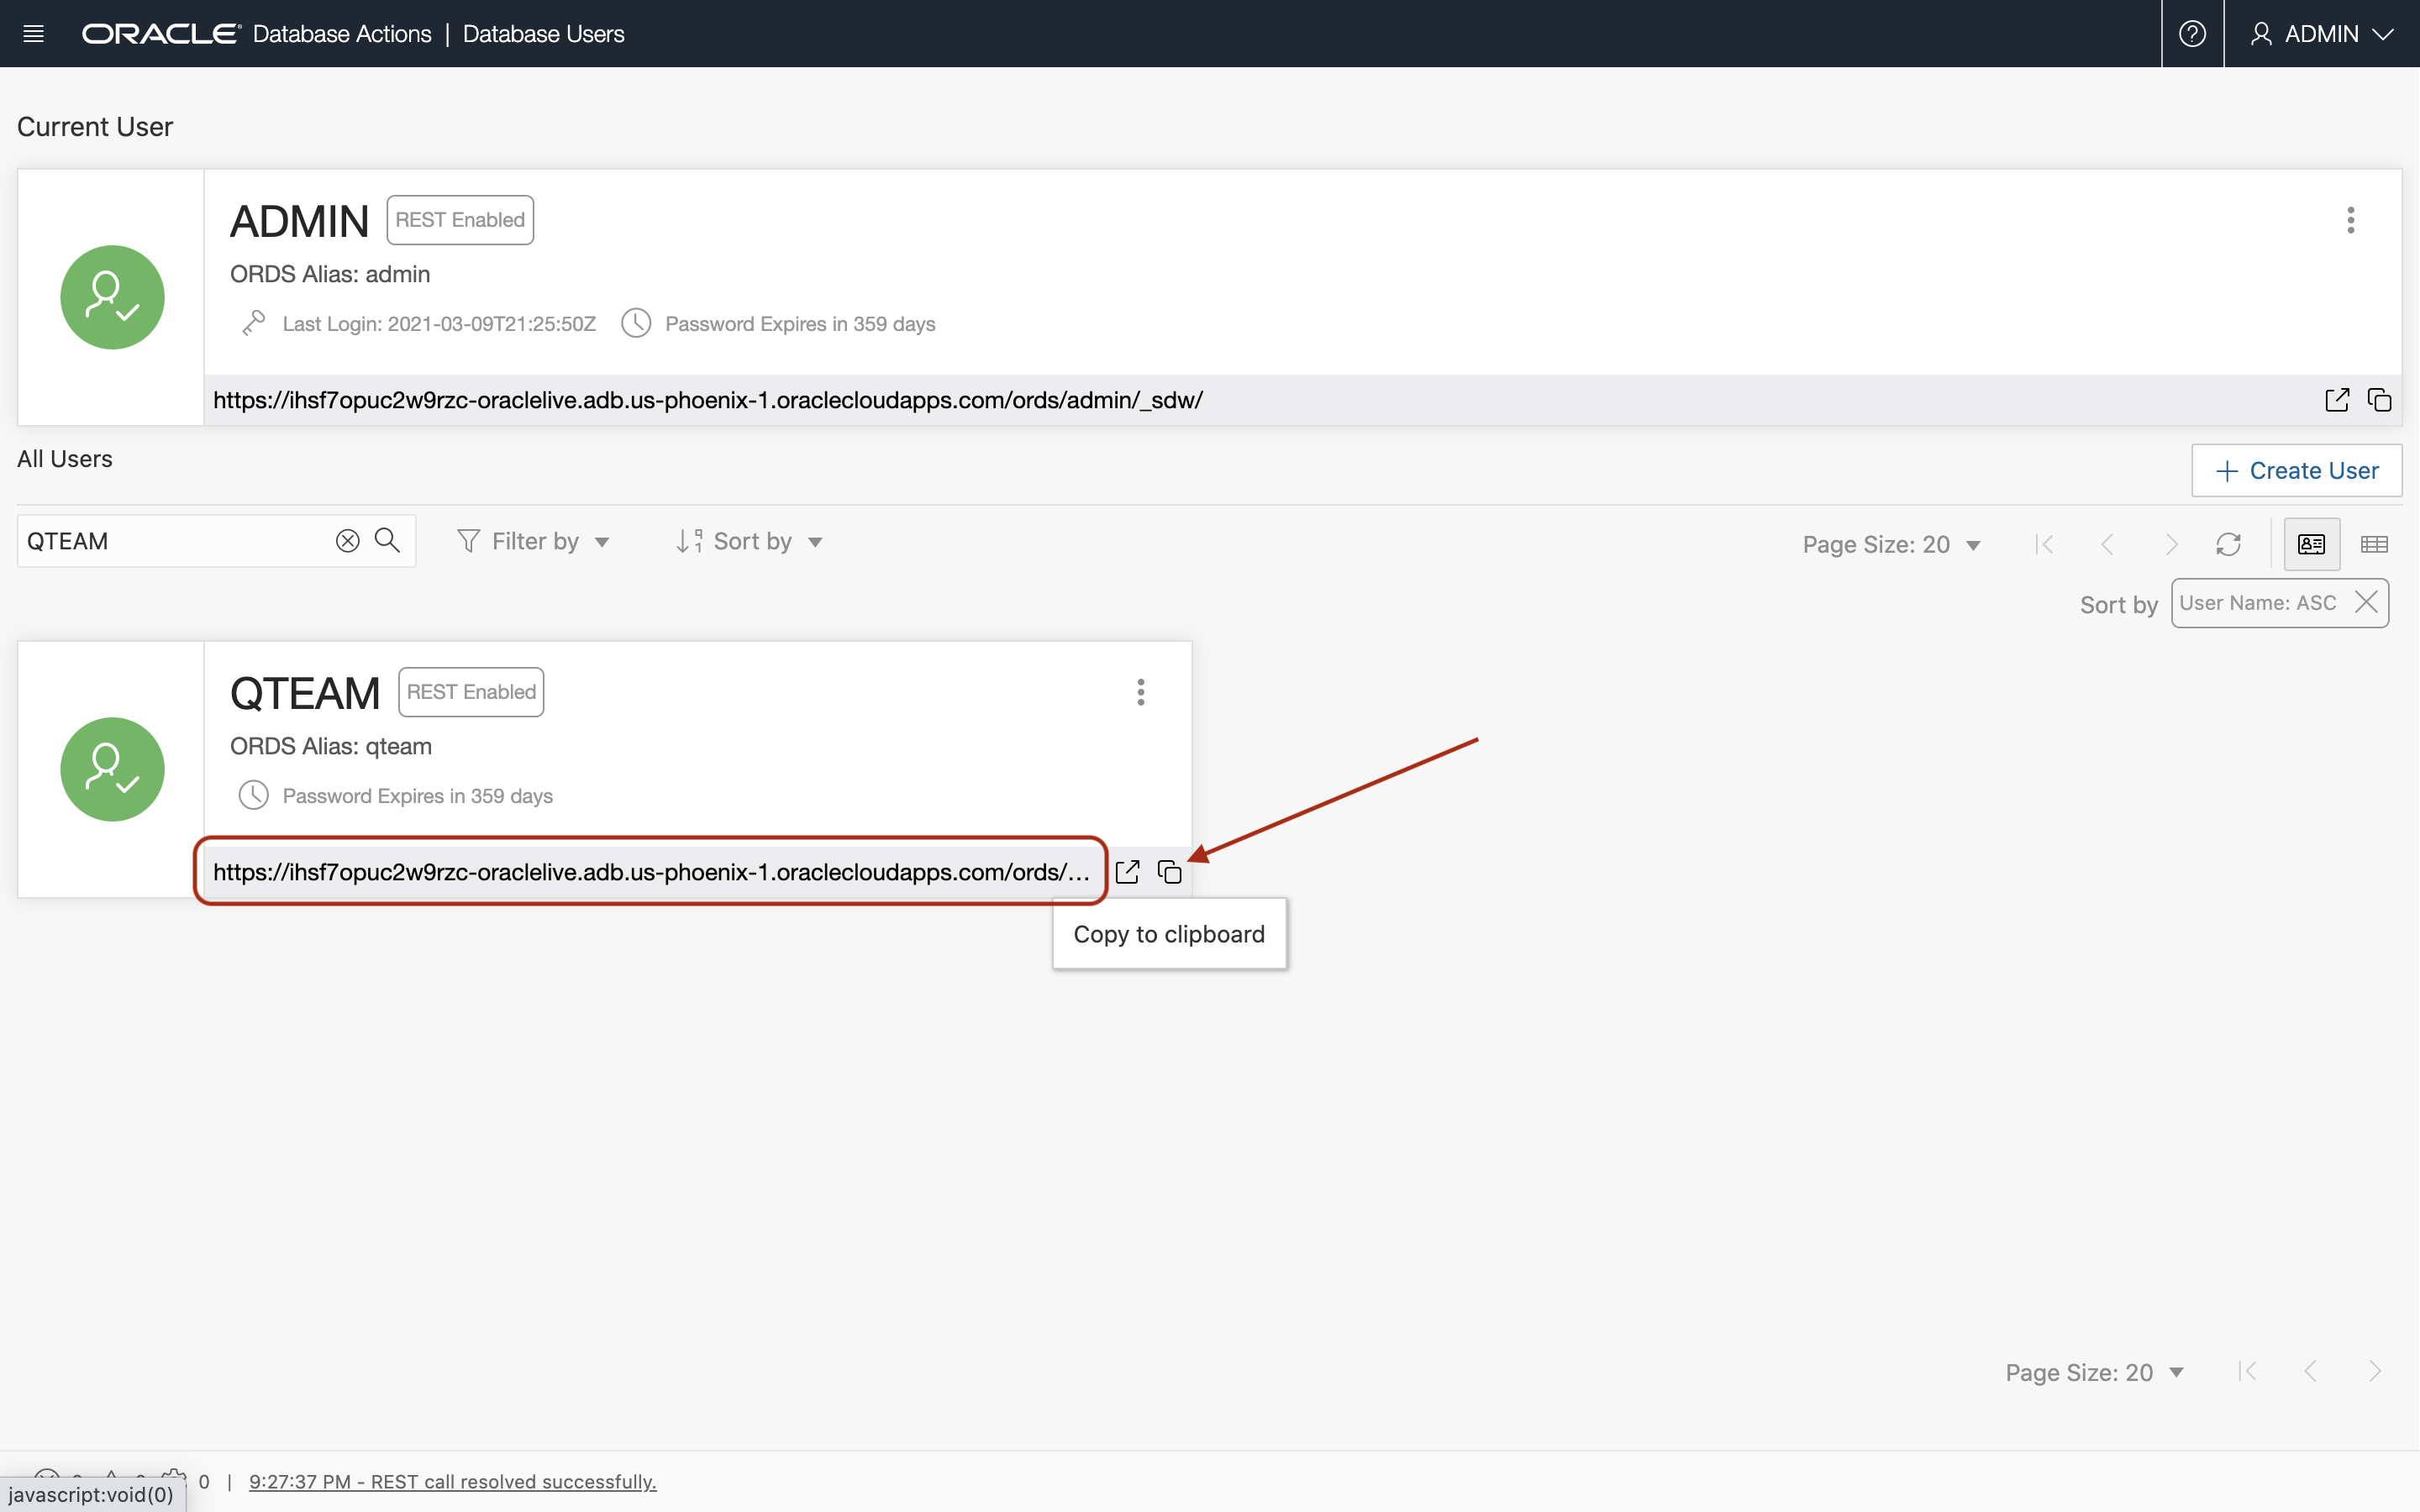 ORACLE Database Actions | Database Users
ADMIN
Current User
ADMIN REST Enabled
ORDS Alias: admin
Last Login: 2021-03-09T21:25:50Z Password Expires in 359 days
https://ihsf7opuc2w9rzc-oraclelive.adb.us-phoenix-1.oraclecloudapps.com/ords/admin/_sdw/
All Users
Create User
QTEAM Filter by Sort by Page Size: 20
Sort by User Name: ASC
QTEAM REST Enabled
ORDS Alias: qteam
Password Expires in 359 days
https://ihsf7opuc2w9rzc-oraclelive.adb.us-phoenix-1.oraclecloudapps.com/ords/...
Copy to clipboard
Page Size: 20
0 | 9:27:37 PM - REST call resolved successfully.
javascript:void(0)